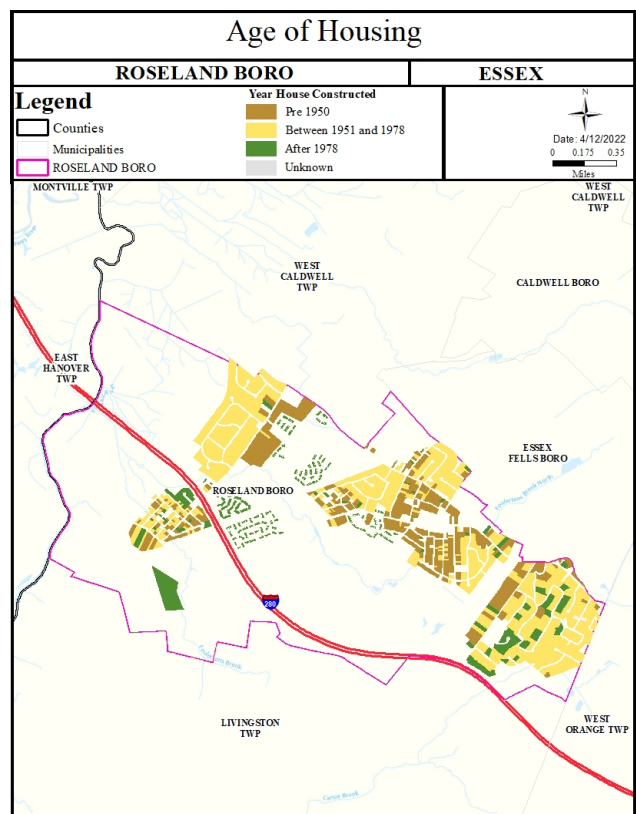 Age of Housing
ROSELAND BORO
ESSEX
Legend
Counties
Municipalities
ROSELAND BORO
Year House Constructed
Pre 1950
Between 1951 and 1978
After 1978
Unknown
N
Date: 4/12/2022
0 0.175 0.35
Miles
MONTVILLE TWP
WEST
CALDWELL
TWP
WEST
CALDWELL
TWP
CALDWELL BORO
EAST
HANOVER
TWP
ESSEX
FELLS BORO
ROSELAND BORO
280
LIVINGSTON
TWP
WEST
ORANGE TWP
Canoe Brook